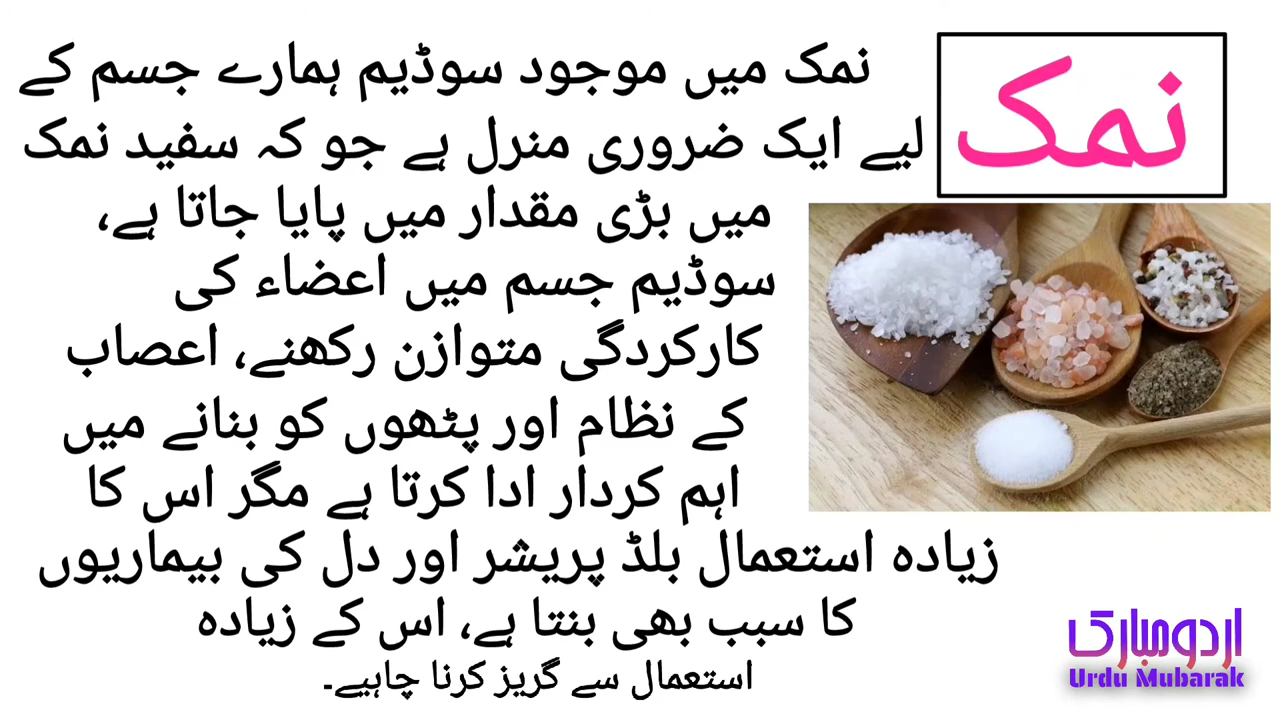 نمک
نمک میں موجود سوڈیم ہمارے جسم کے
لیے ایک ضروری منرل ہے جو کہ سفید نمک
میں بڑی مقدار میں پایا جاتا ہے،
سوڈیم جسم میں اعضاء کی
کارکردگی متوازن رکھنے، اعصاب
کے نظام اور پٹھوں کو بنانے میں
اہم کردار ادا کرتا ہے مگر اس کا
زیادہ استعمال بلڈ پریشر اور دل کی بیماریوں
کا سبب بھی بنتا ہے، اس کے زیادہ
استعمال سے گریز کرنا چاہیے۔
اردو مبارک
Urdu Mubarak